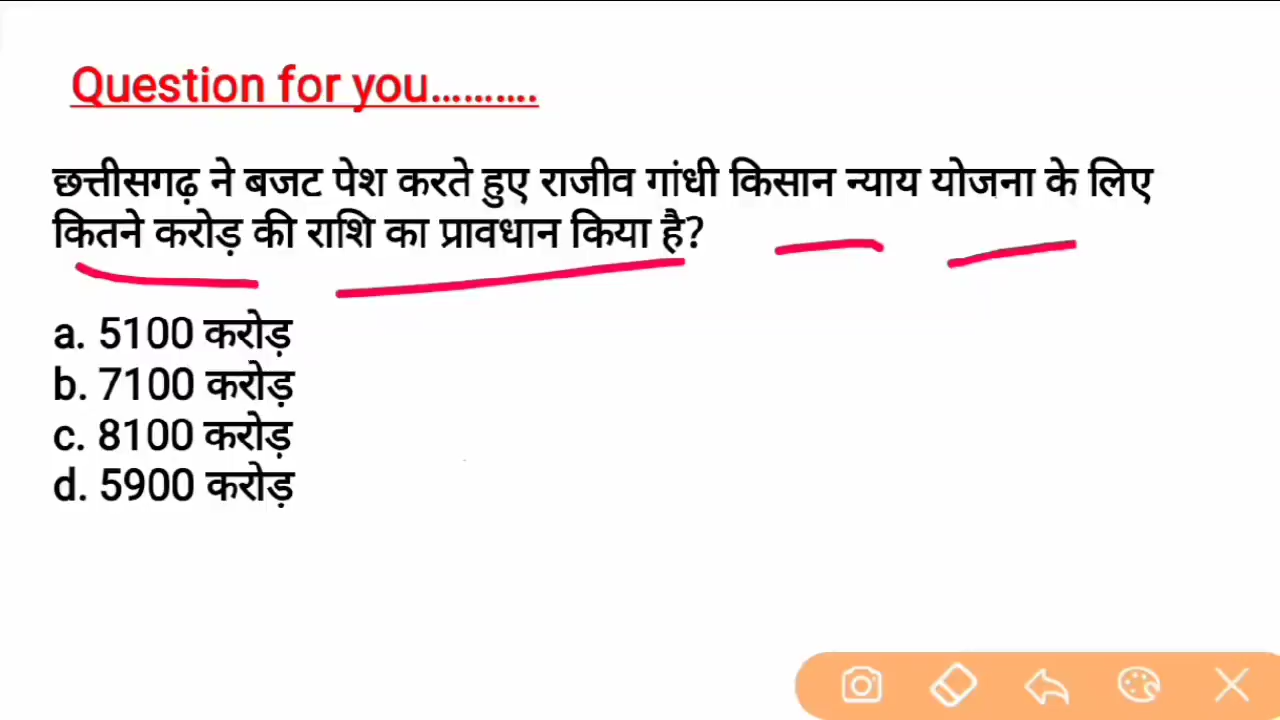 Question for you..........
छत्तीसगढ़ ने बजट पेश करते हुए राजीव गांधी किसान न्याय योजना के लिए
कितने करोड़ की राशि का प्रावधान किया है?
a. 5100 करोड़
b. 7100 करोड़
c. 8100 करोड़
d. 5900 करोड़